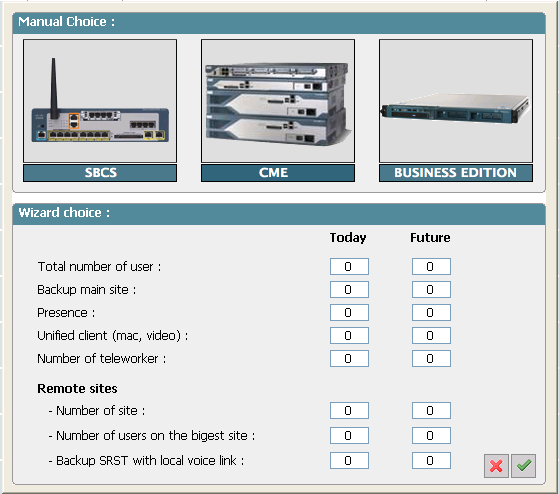 Manual Choice :
SBCS CME BUSINESS EDITION
Wizard choice :
Today Future
Total number of user : 0 0
Backup main site : 0 0
Presence : 0 0
Unified client (mac, video) : 0 0
Number of teleworker : 0 0
Remote sites
- Number of site : 0 0
- Number of users on the bigest site : 0 0
- Backup SRST with local voice link : 0 0